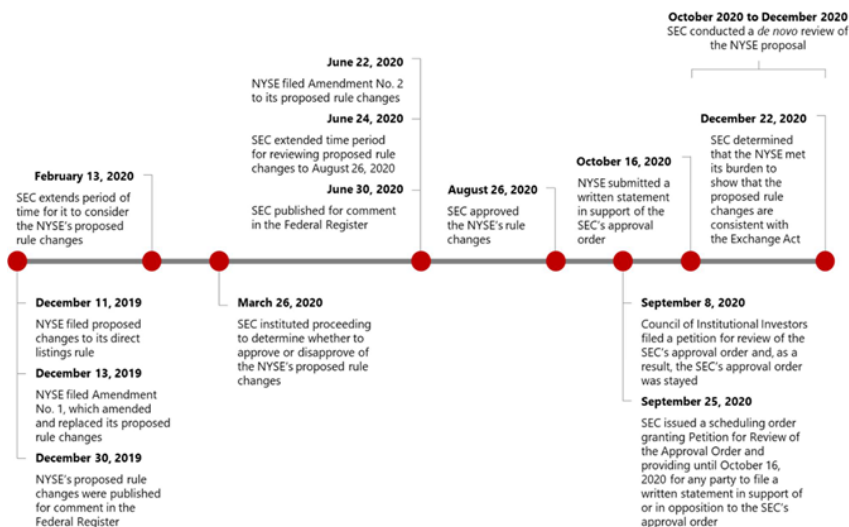 October 2020 to December 2020
SEC conducted a de novo review of
the NYSE proposal
June 22, 2020
NYSE filed Amendment No. 2
to its proposed rule changes
June 24, 2020
SEC extended time period
for reviewing proposed rule
changes to August 26, 2020
June 30, 2020
SEC published for comment
in the Federal Register
February 13, 2020
SEC extends period of
time for it to consider
the NYSE's proposed
rule changes
August 26, 2020
SEC approved
the NYSE's rule
changes
October 16, 2020
NYSE submitted a
written statement
in support of the
SEC's approval
order
December 22, 2020
SEC determined
that the NYSE met
its burden to
show that the
proposed rule
changes are
consistent with
the Exchange Act
December 11, 2019
NYSE filed proposed
changes to its direct
listings rule
December 13, 2019
NYSE filed Amendment
No. 1, which amended
and replaced its proposed
rule changes
December 30, 2019
NYSE's proposed rule
changes were published
for comment in the
Federal Register
March 26, 2020
SEC instituted proceeding
to determine whether to
approve or disapprove of
the NYSE's proposed rule
changes
September 8, 2020
Council of Institutional Investors
filed a petition for review of the
SEC's approval order and, as a
result, the SEC's approval order
was stayed
September 25, 2020
SEC issued a scheduling order
granting Petition for Review of
the Approval Order and
providing until October 16,
2020 for any party to file a
written statement in support of
or in opposition to the SEC's
approval order